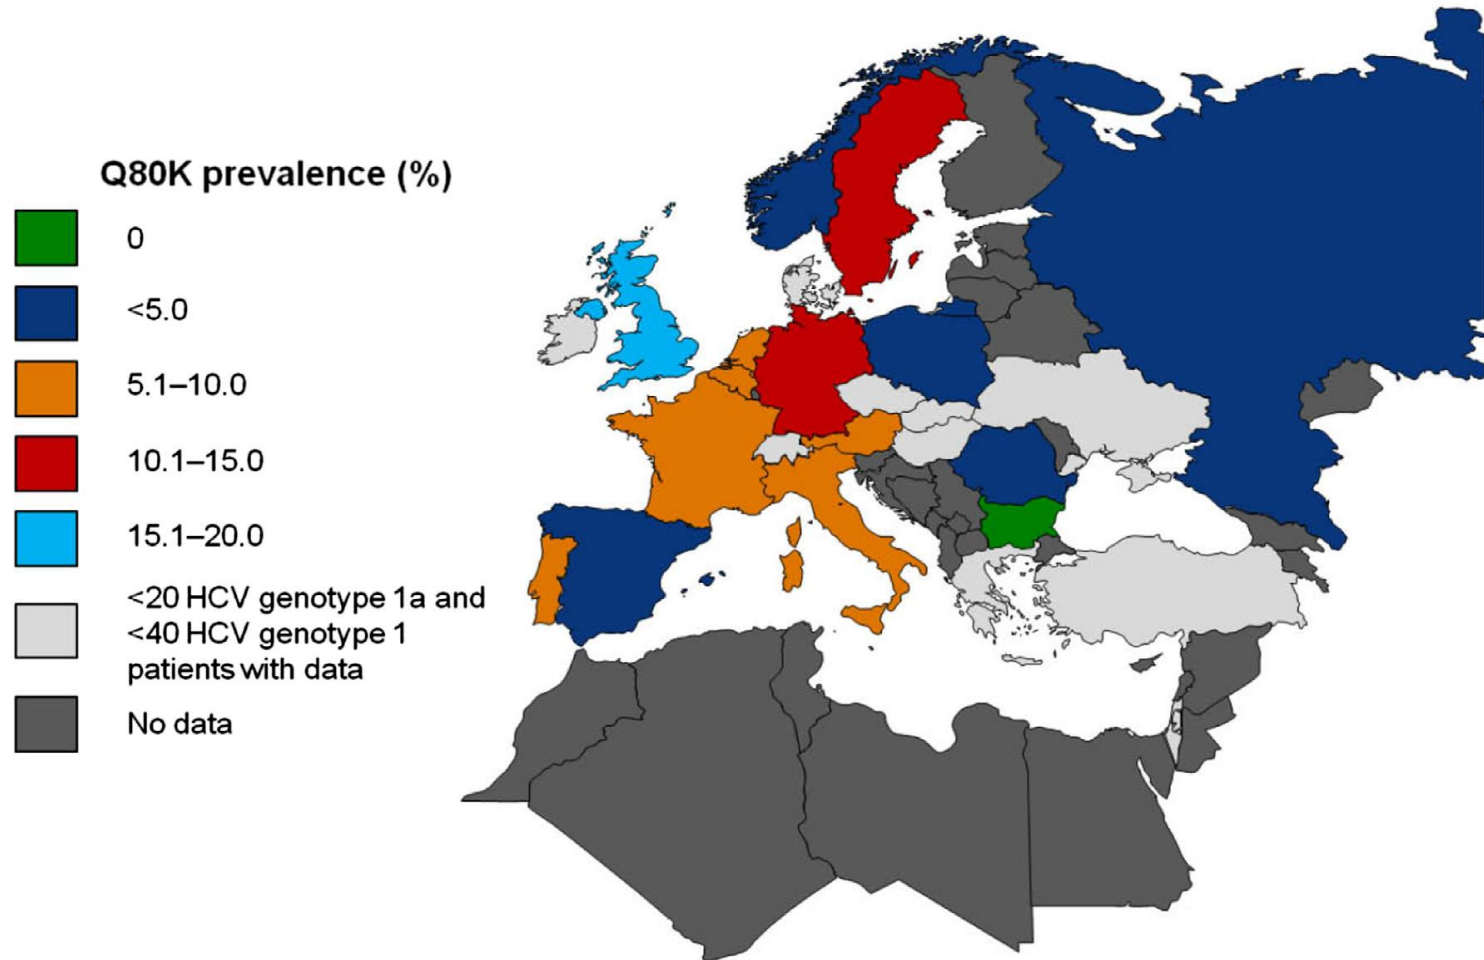 Q80K prevalence (%)
0
<5.0
5.1–10.0
10.1–15.0
15.1–20.0
<20 HCV genotype 1a and
<40 HCV genotype 1
patients with data
No data